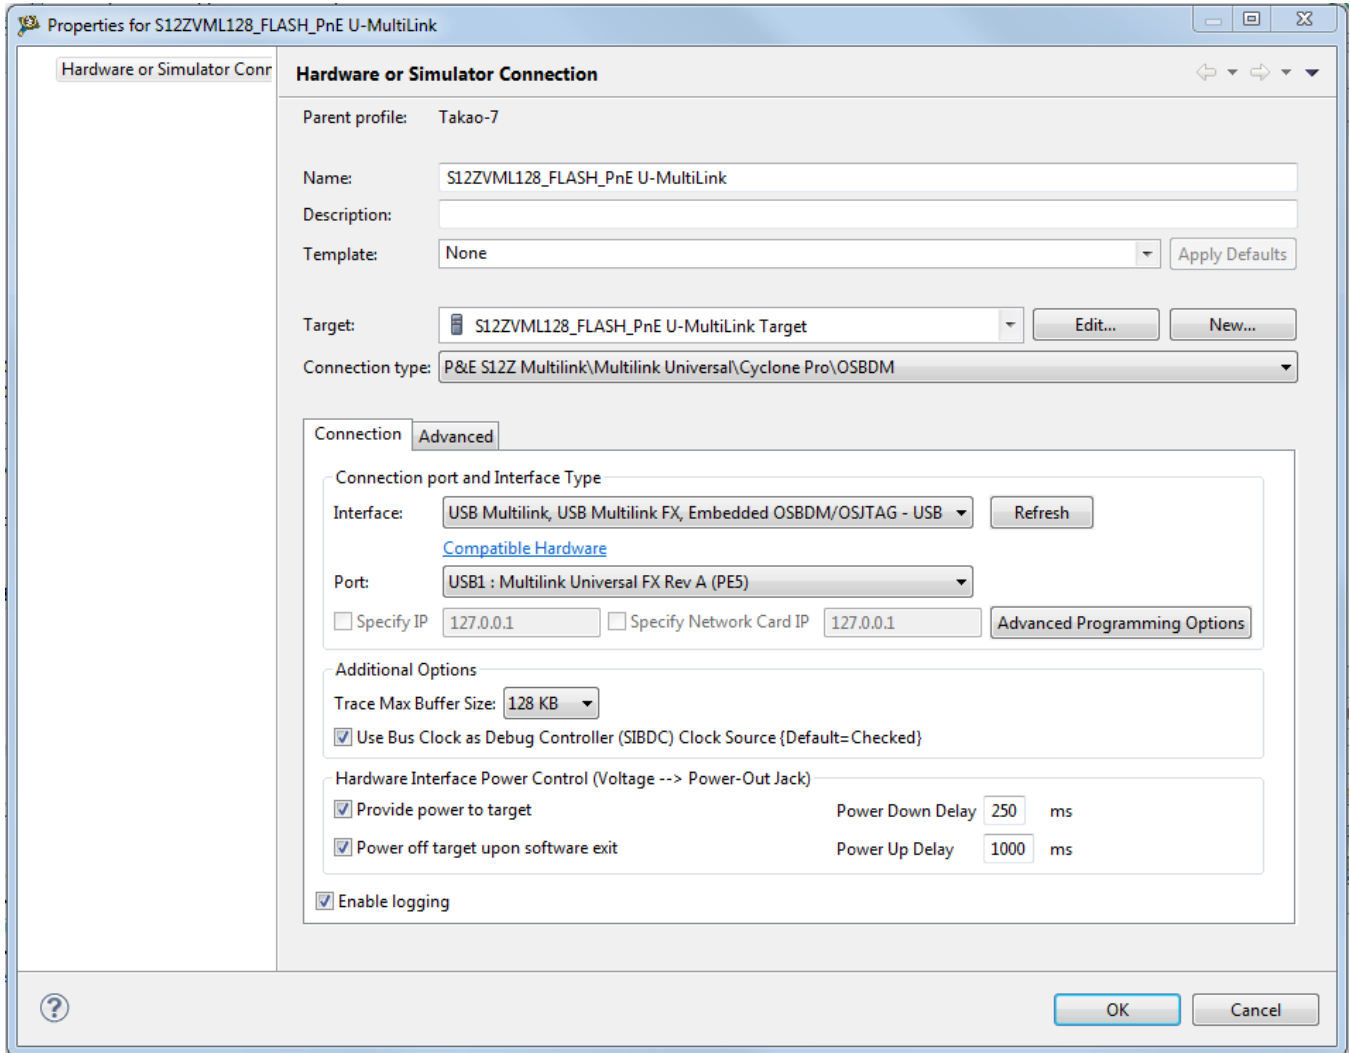 Properties for S12ZVML128_FLASH_PnE U-MultiLink
Hardware or Simulator Conr
Hardware or Simulator Connection
Parent profile: Takao-7
Name: S12ZVML128_FLASH_PnE U-MultiLink
Description:
Template: None Apply Defaults
Target: S12ZVML128_FLASH_PnE U-MultiLink Target Edit... New...
Connection type: P&E S12Z Multilink\Multilink Universal\Cyclone Pro\OSBDM
Connection Advanced
Connection port and Interface Type
Interface: USB Multilink, USB Multilink FX, Embedded OSBDM/OSJTAG - USB Refresh
Compatible Hardware
Port: USB1 : Multilink Universal FX Rev A (PE5)
Specify IP 127.0.0.1 Specify Network Card IP 127.0.0.1 Advanced Programming Options
Additional Options
Trace Max Buffer Size: 128 KB
Use Bus Clock as Debug Controller (SIBDC) Clock Source {Default=Checked}
Hardware Interface Power Control (Voltage --> Power-Out Jack)
Provide power to target Power Down Delay 250 ms
Power off target upon software exit Power Up Delay 1000 ms
Enable logging
? OK Cancel